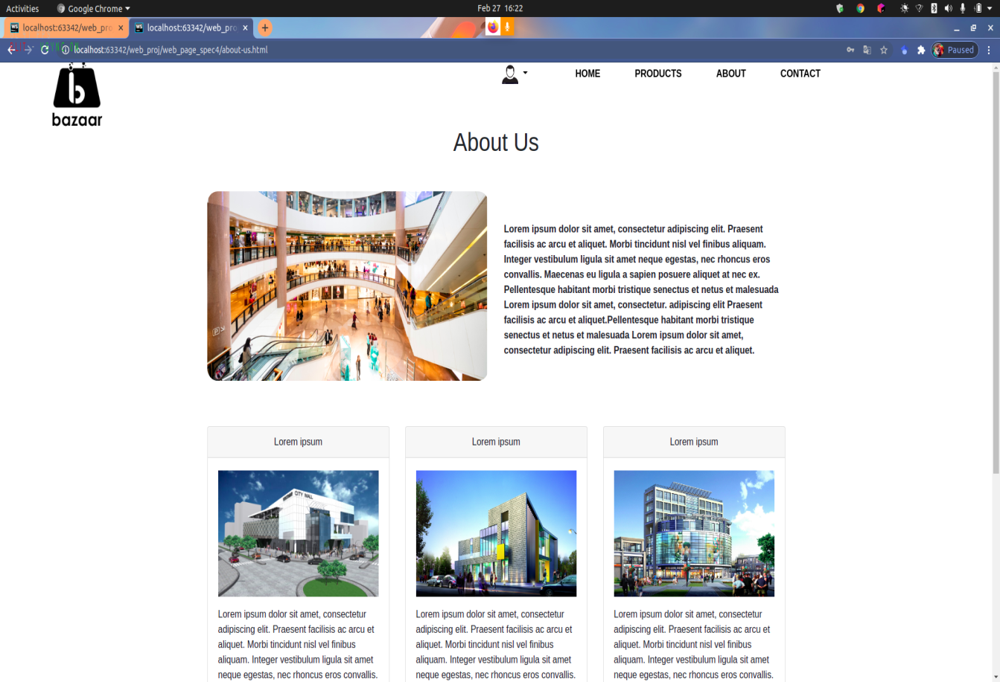 Activities
Google Chrome
Feb 27 16:22
WS localhost:63342/web_pro
WS localhost:63342/web_pro
localhost:63342/web_proj/web_page_spec4/about-us.html
Paused
b
bazaar
HOME
PRODUCTS
ABOUT
CONTACT
About Us
Lorem ipsum dolor sit amet, consectetur adipiscing elit. Praesent
facilisis ac arcu et aliquet. Morbi tincidunt nisl vel finibus aliquam.
Integer vestibulum ligula sit amet neque egestas, nec rhoncus eros
convallis. Maecenas eu ligula a sapien posuere aliquet at nec ex.
Pellentesque habitant morbi tristique senectus et netus et malesuada
Lorem ipsum dolor sit amet, consectetur. adipiscing elit Praesent
facilisis ac arcu et aliquet.Pellentesque habitant morbi tristique
senectus et netus et malesuada Lorem ipsum dolor sit amet,
consectetur adipiscing elit. Praesent facilisis ac arcu et aliquet.
Lorem ipsum
CITY MALL
Lorem ipsum dolor sit amet, consectetur
adipiscing elit. Praesent facilisis ac arcu et
aliquet. Morbi tincidunt nisl vel finibus
aliquam. Integer vestibulum ligula sit amet
neque egestas, nec rhoncus eros convallis.
Lorem ipsum
Lorem ipsum dolor sit amet, consectetur
adipiscing elit. Praesent facilisis ac arcu et
aliquet. Morbi tincidunt nisl vel finibus
aliquam. Integer vestibulum ligula sit amet
neque egestas, nec rhoncus eros convallis.
Lorem ipsum
Lorem ipsum dolor sit amet, consectetur
adipiscing elit. Praesent facilisis ac arcu et
aliquet. Morbi tincidunt nisl vel finibus
aliquam. Integer vestibulum ligula sit amet
neque egestas, nec rhoncus eros convallis.